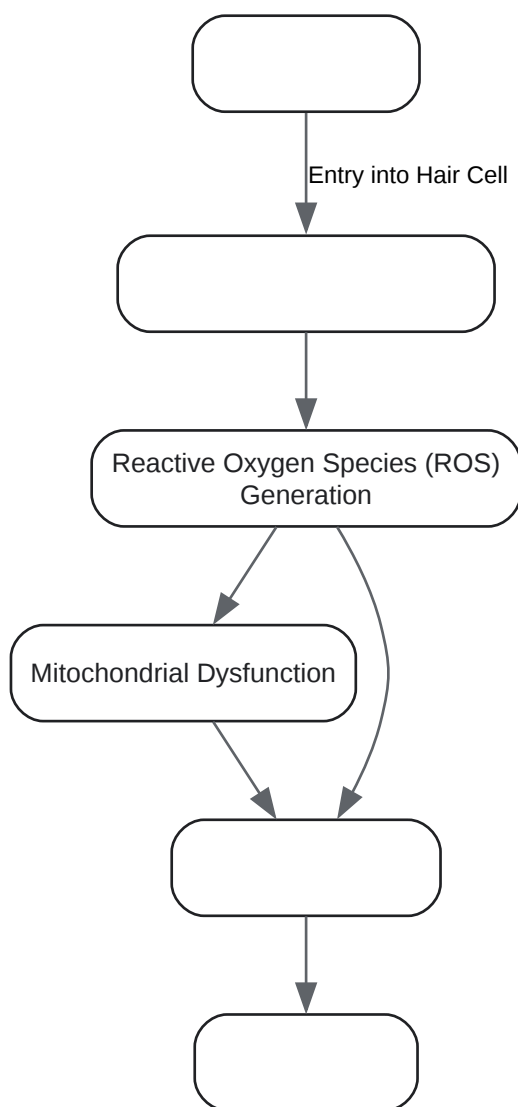 Entry into Hair Cell
Reactive Oxygen Species (ROS)
Generation
Mitochondrial Dysfunction